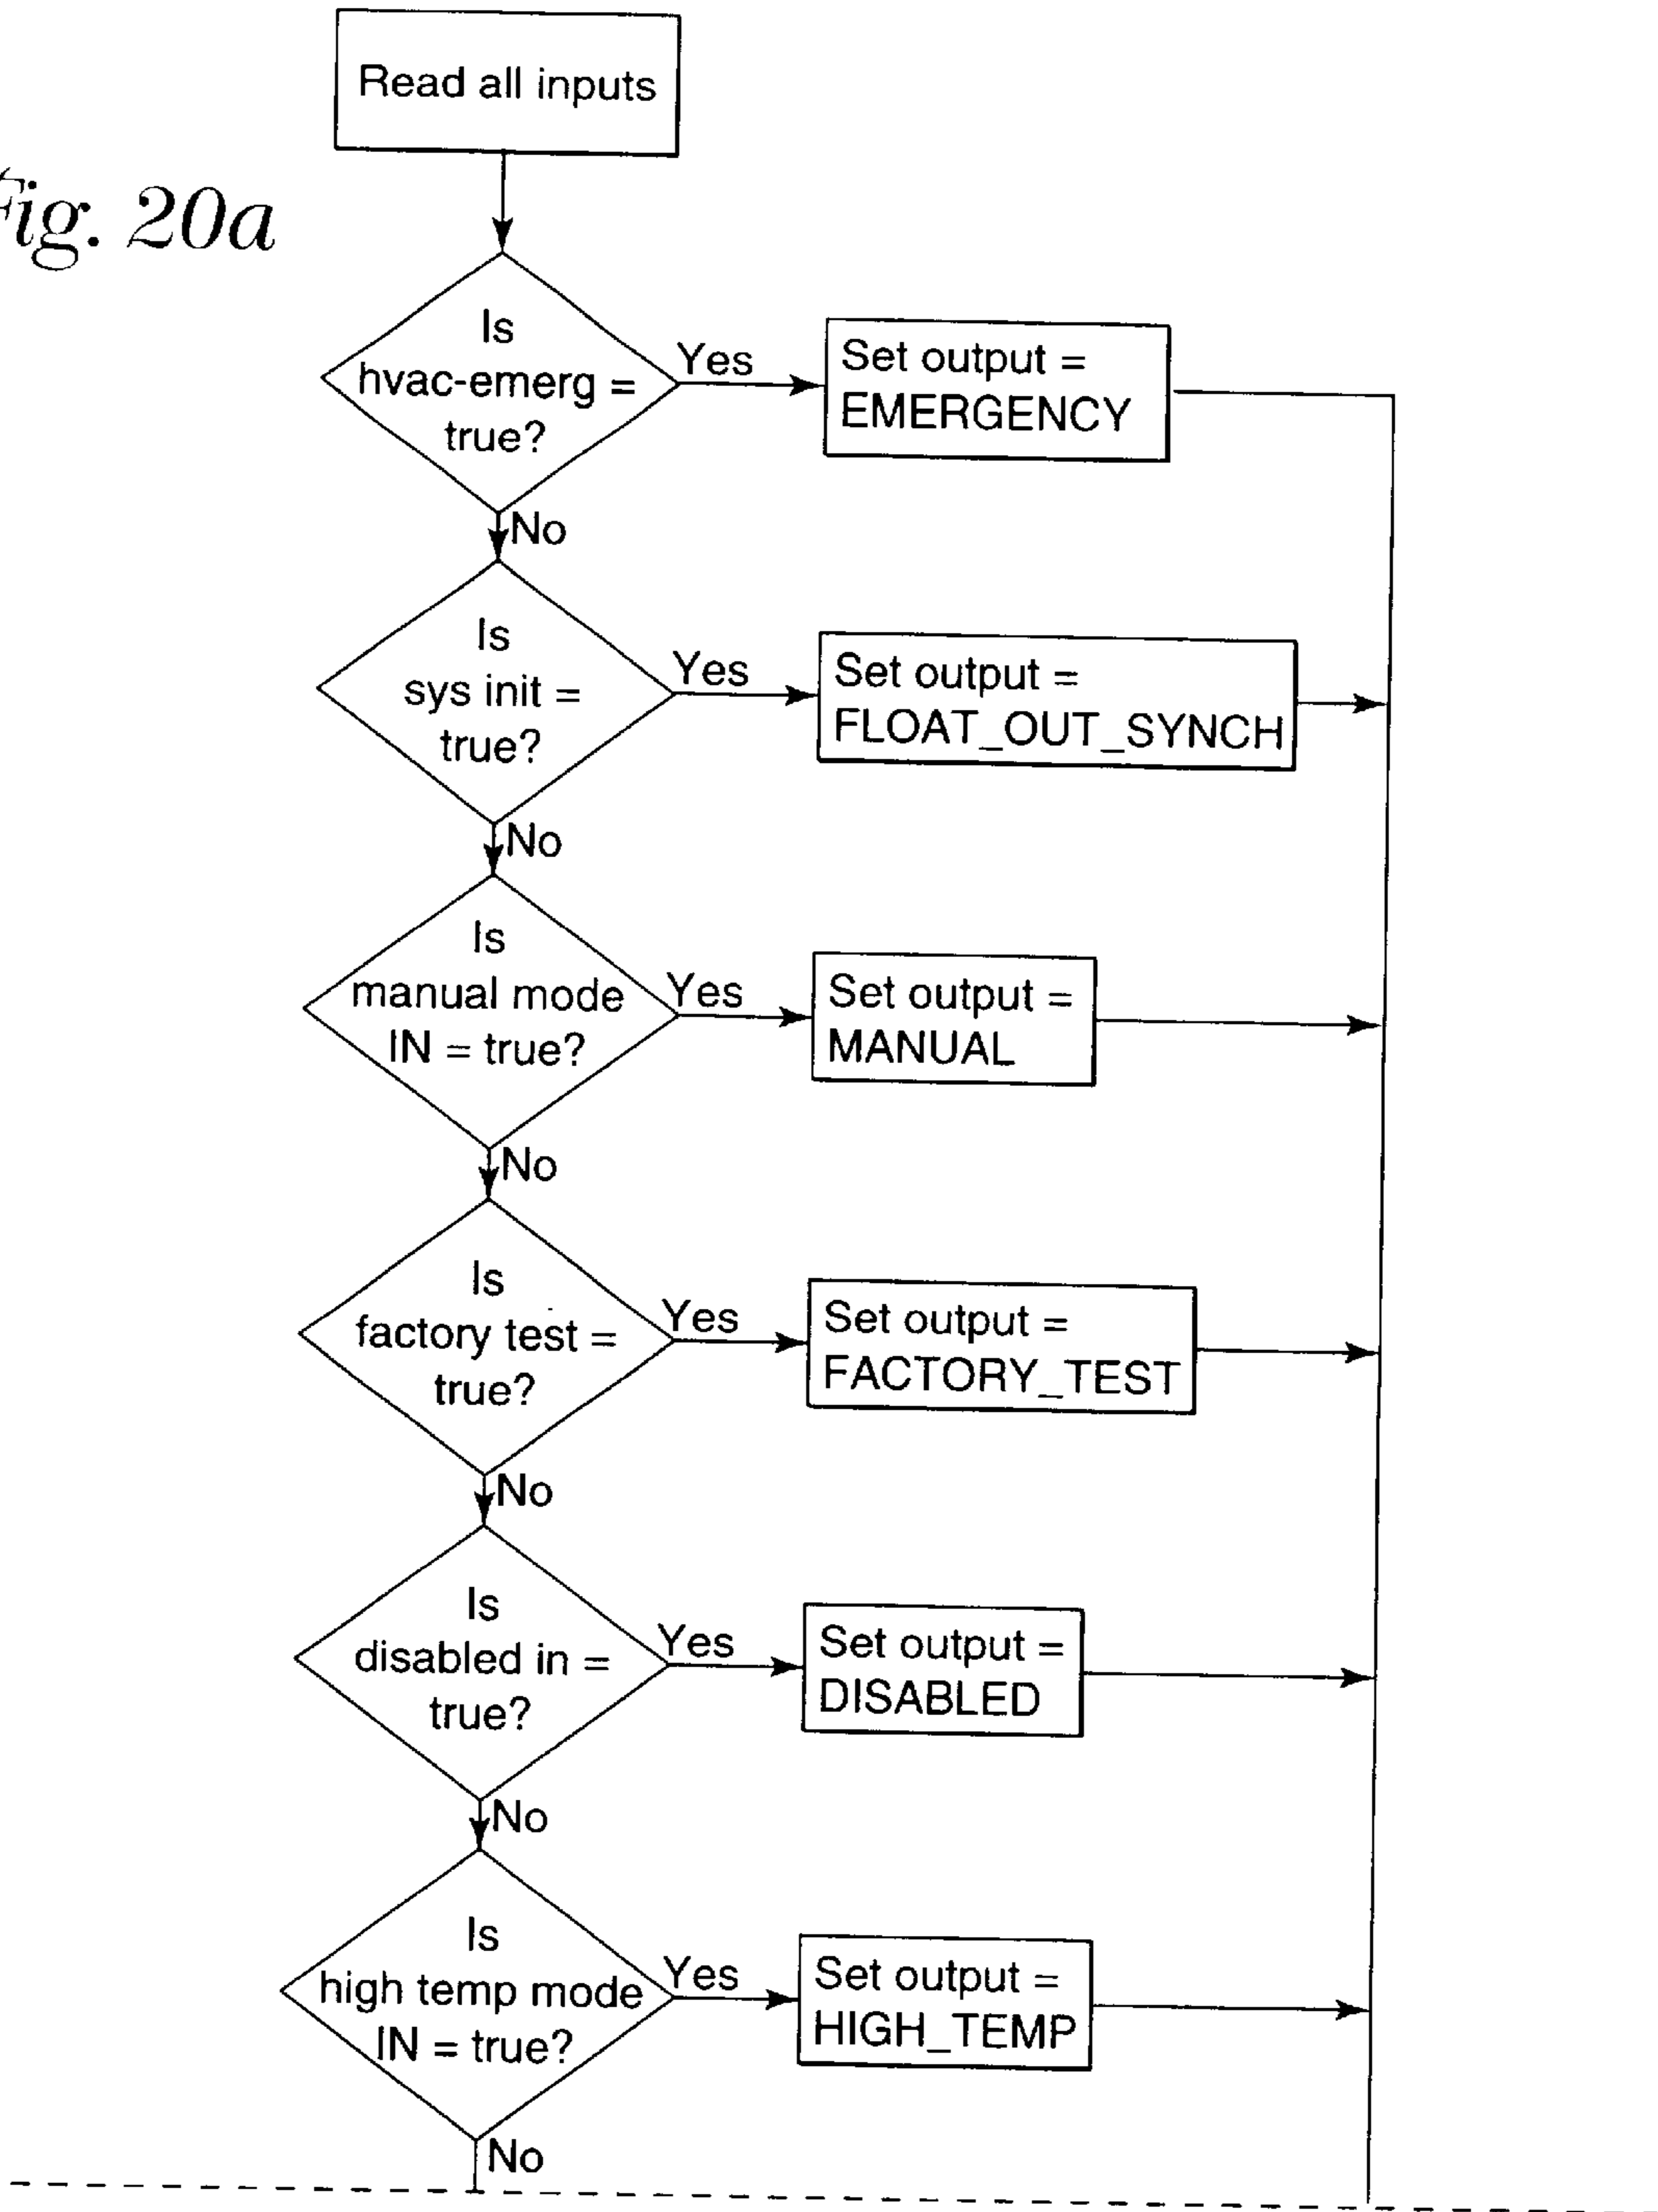 Read all inputs
Fig. 20a
Is
hvac-emerg =
true?
Yes
Set output =
EMERGENCY
No
Is
sys init =
true?
Yes
Set output =
FLOAT_OUT_SYNCH
No
Is
manual mode
IN = true?
Yes
Set output =
MANUAL
No
Is
factory test =
true?
Yes
Set output =
FACTORY_TEST
No
Is
disabled in =
true?
Yes
Set output =
DISABLED
No
Is
high temp mode
IN = true?
Yes
Set output =
HIGH_TEMP
No